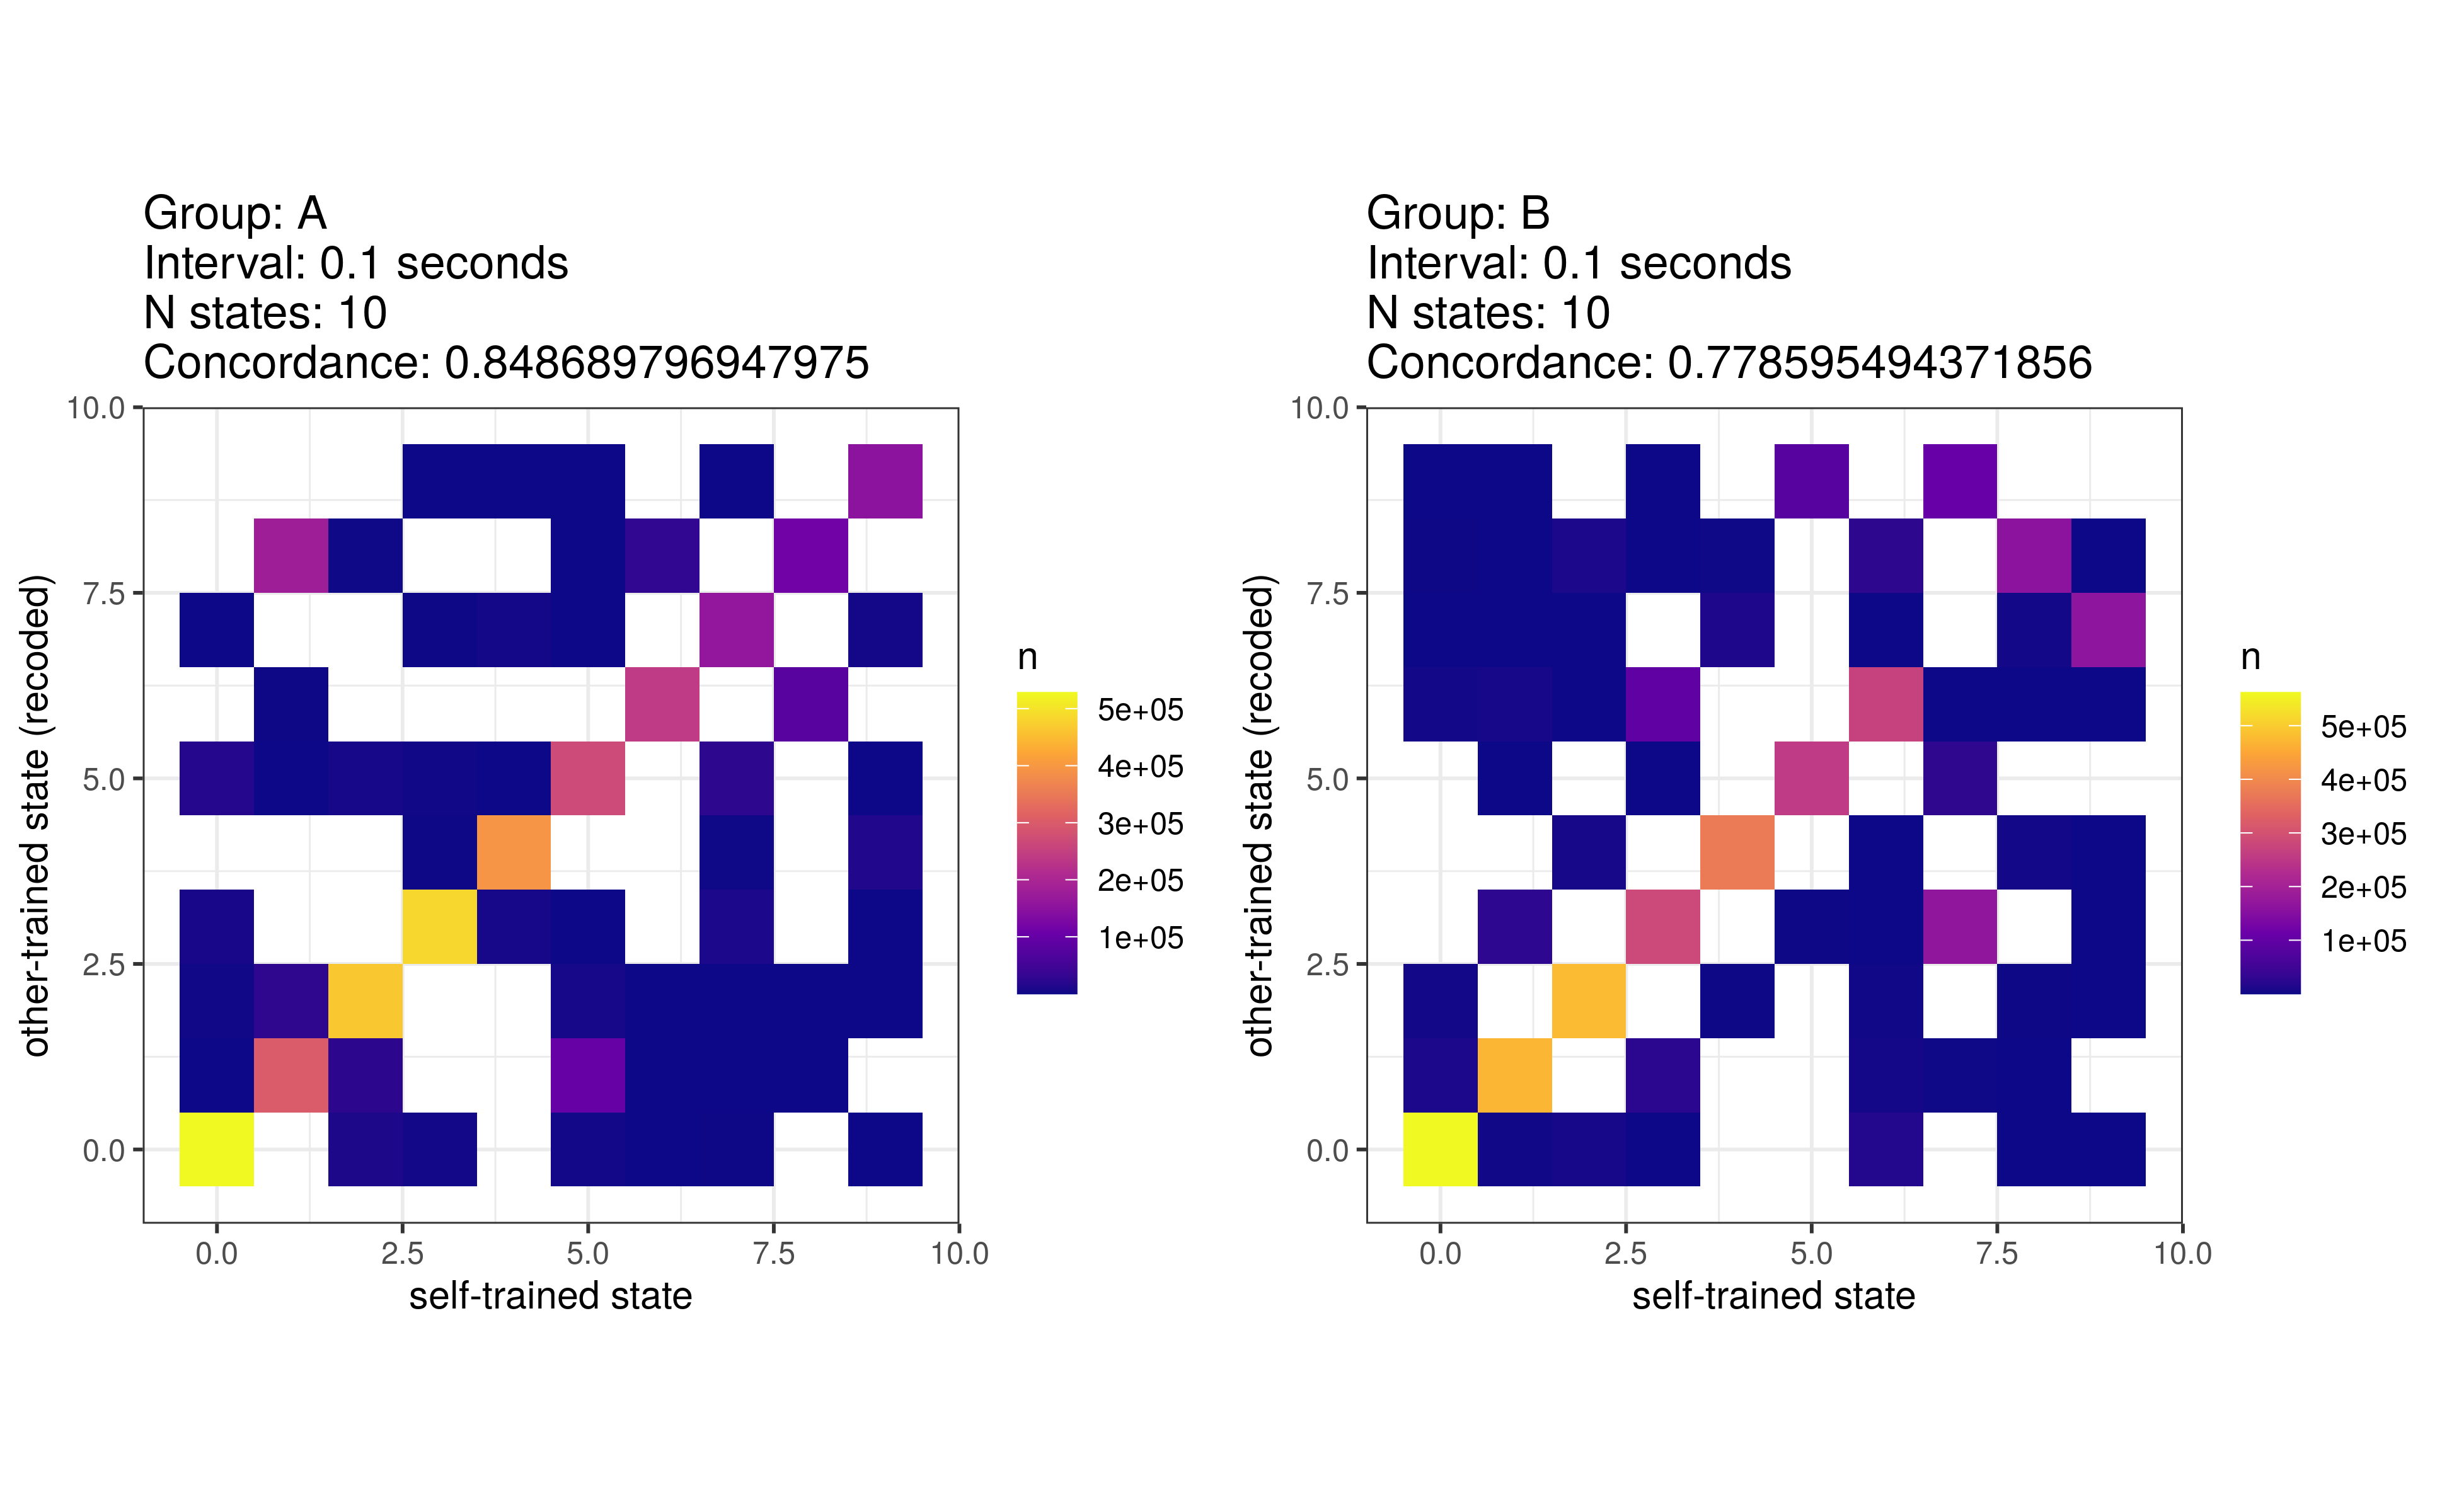 Group: A
Interval: 0.1 seconds
N states: 10
Concordance: 0.848689796947975
10.0
7.5
5.0
2.5
0.0
other-trained state (recoded)
0.0 2.5 5.0 7.5 10.0
self-trained state
n
5e+05
4e+05
3e+05
2e+05
1e+05
Group: B
Interval: 0.1 seconds
N states: 10
Concordance: 0.778595494371856
10.0
7.5
5.0
2.5
0.0
other-trained state (recoded)
0.0 2.5 5.0 7.5 10.0
self-trained state
n
5e+05
4e+05
3e+05
2e+05
1e+05